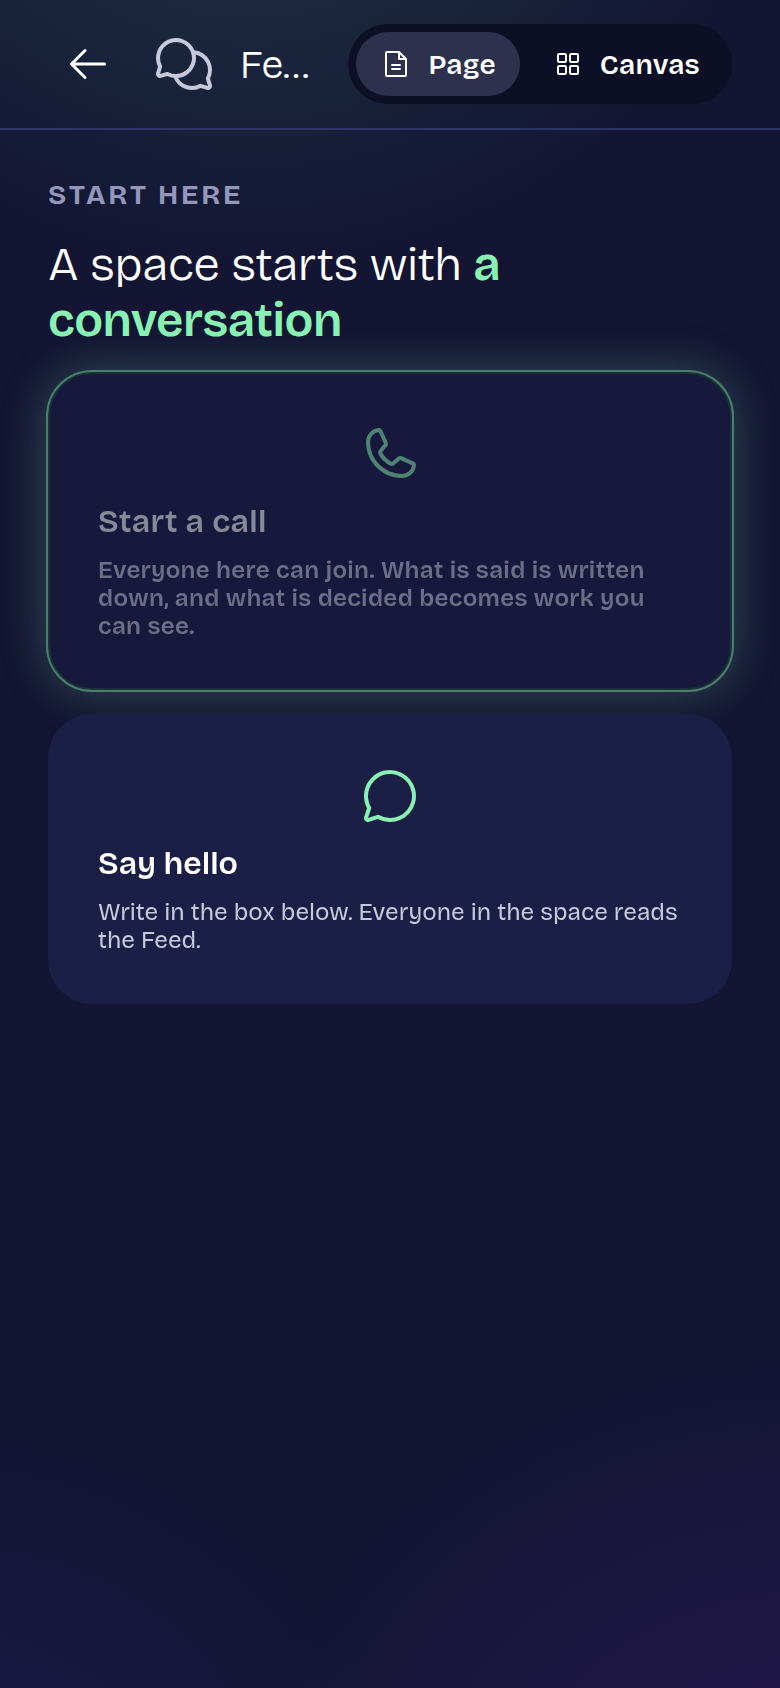 Fe...
Page
Canvas
START HERE
A space starts with a
conversation
Start a call
Everyone here can join. What is said is written
down, and what is decided becomes work you
can see.
Say hello
Write in the box below. Everyone in the space reads
the Feed.